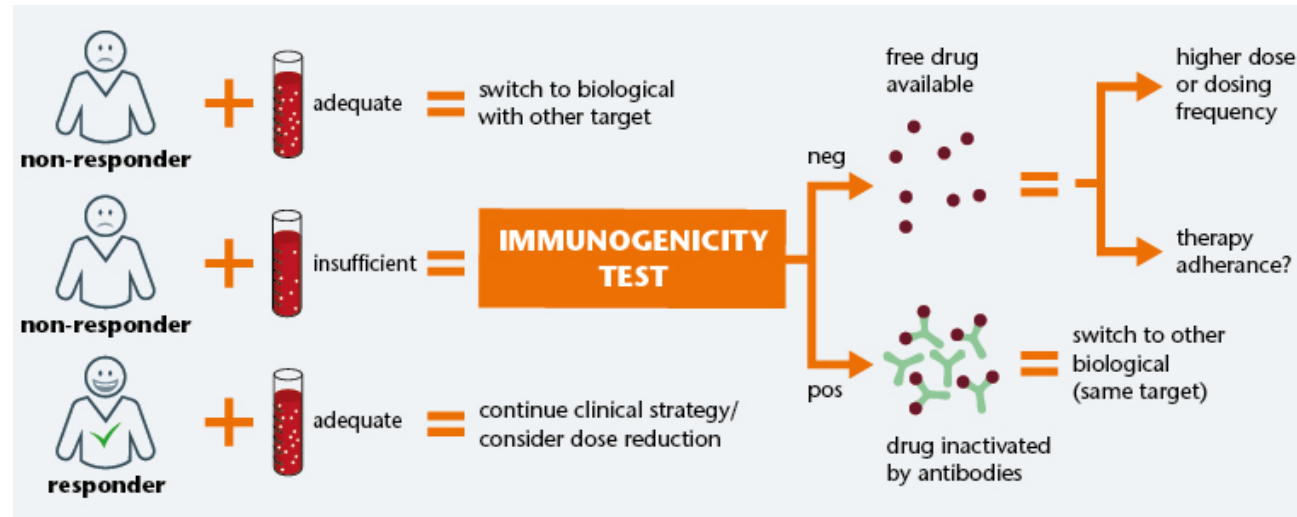 non-responder
adequate
switch to biological
with other target
non-responder
insufficient
IMMUNOGENICITY
TEST
responder
adequate
continue clinical strategy/
consider dose reduction
neg
free drug
available
higher dose
or dosing
frequency
therapy
adherance?
pos
drug inactivated
by antibodies
switch to other
biological
(same target)